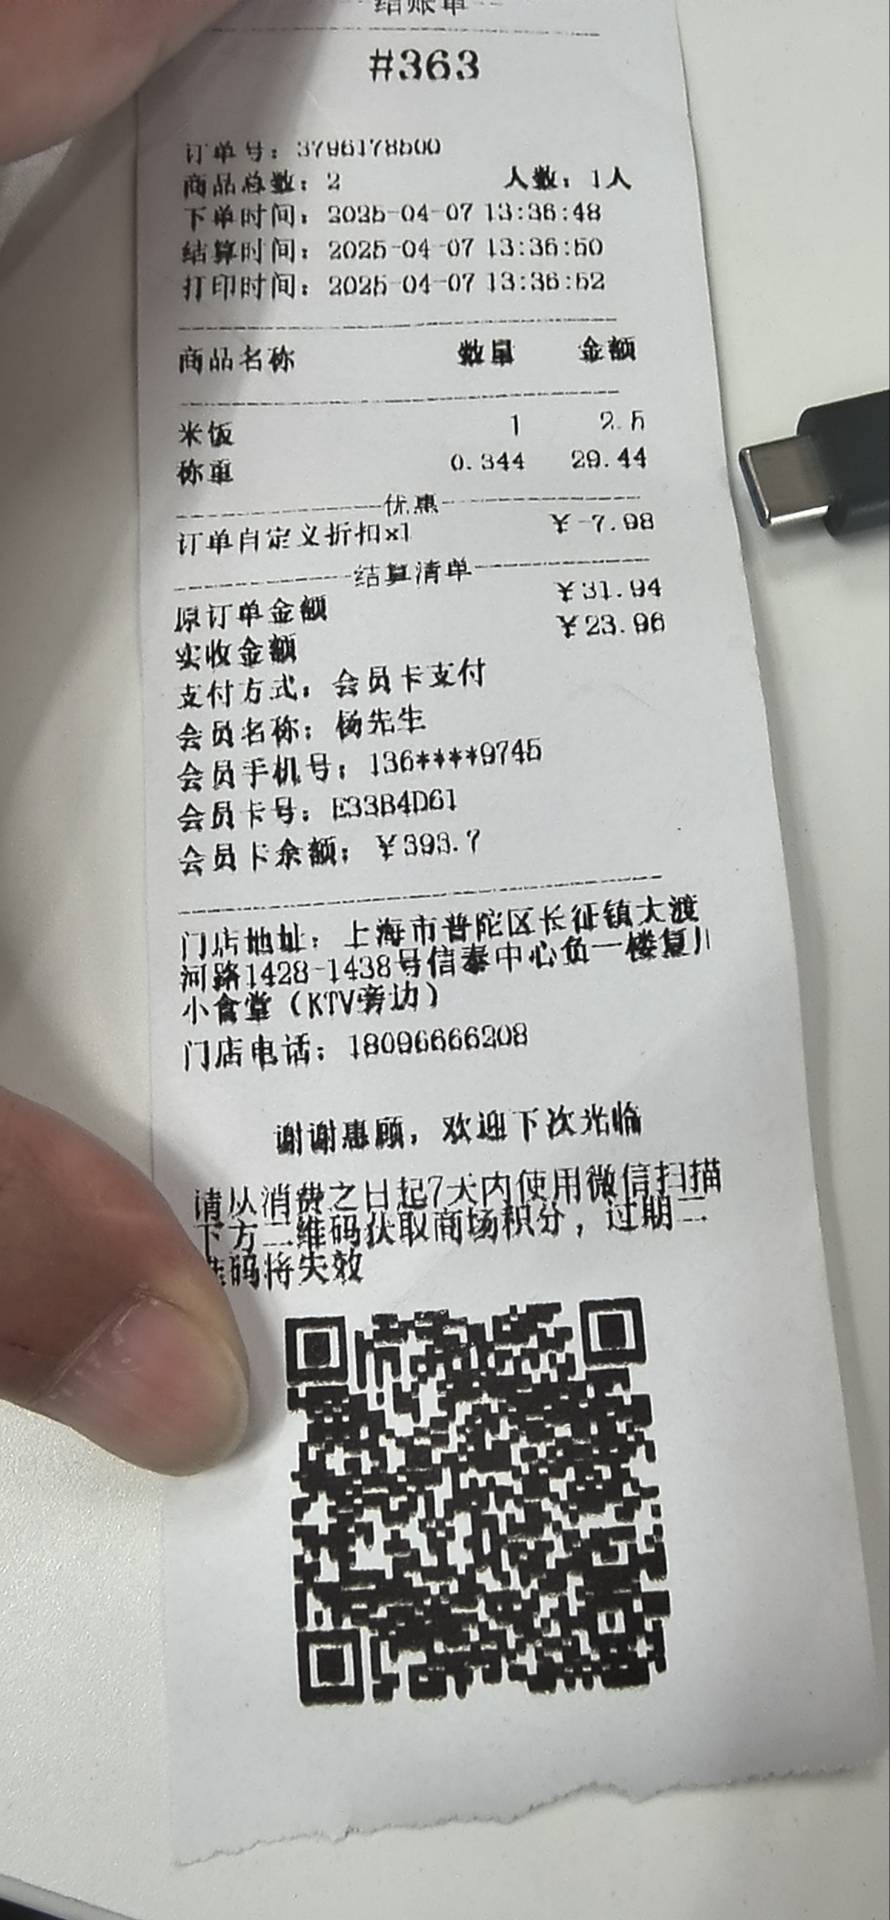 结账单
#363
订单号：3796178500
商品总数：2 人数：1人
下单时间：2025-04-07 13:36:48
结算时间：2025-04-07 13:36:50
打印时间：2025-04-07 13:36:52
商品名称 数量 金额
米饭 1 2.5
称重 0.344 29.44
优惠
订单自定义折扣x1 ￥-7.98
结算清单
原订单金额 ￥31.94
实收金额 ￥23.96
支付方式：会员卡支付
会员名称：杨先生
会员手机号：136****9745
会员卡号：E33B4D61
会员卡余额：￥393.7
门店地址：上海市普陀区长征镇大渡
河路1428-1438号信泰中心负一楼复川
小食堂（KTV旁边）
门店电话：18096666208
谢谢惠顾，欢迎下次光临
请从消费之日起7天内使用微信扫描
下方二维码获取商场积分，过期二
维码将失效